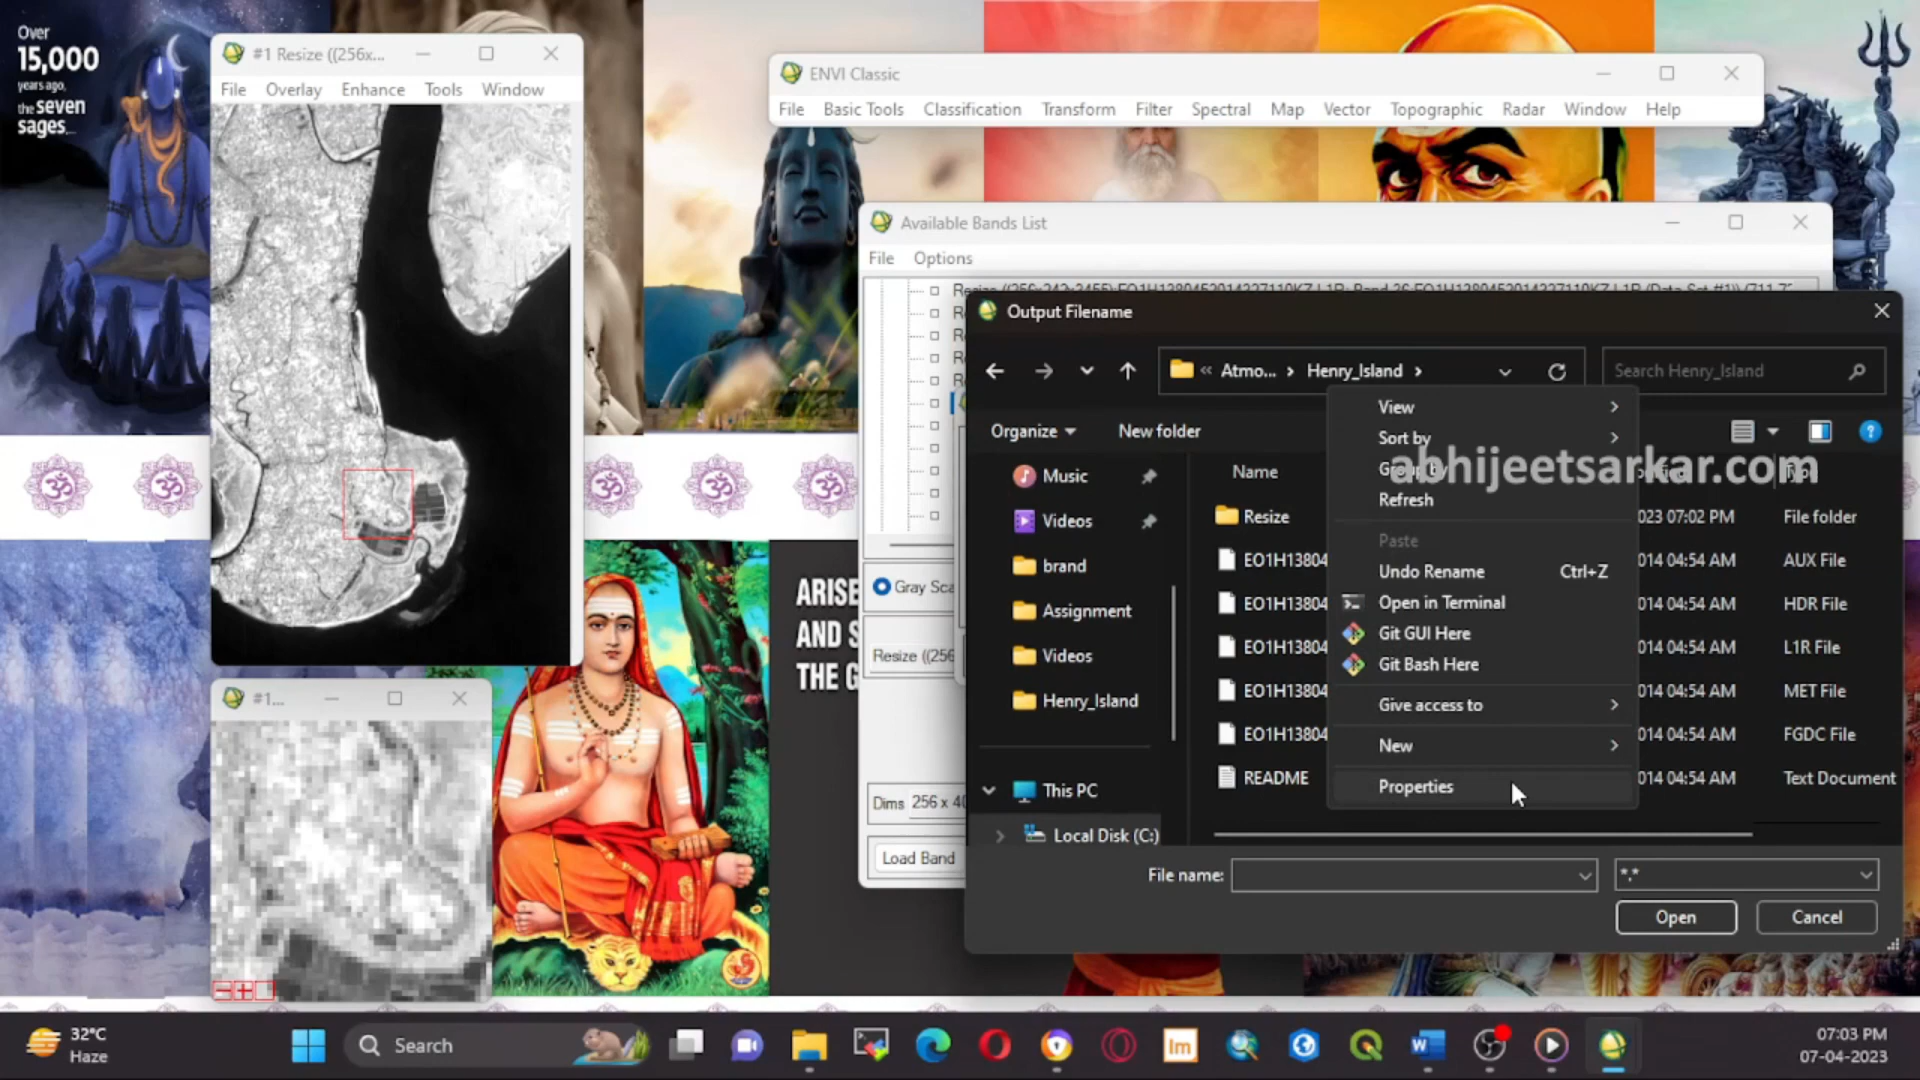 Over
15,000
years ago,
the seven
sages,...
#1 Resize ((256x...
File Overlay Enhance Tools Window
ENVI Classic
File Basic Tools Classification Transform Filter Spectral Map Vector Topographic Radar Window Help
Available Bands List
File Options
Output Filename
« Atmo... › Henry_Island ›
Search Henry_Island
Organize
New folder
Music
Videos
brand
Assignment
Videos
Henry_Island
This PC
Local Disk (C:)
Name
Type
Resize
023 07:02 PM
File folder
EO1H13804
014 04:54 AM
AUX File
EO1H13804
014 04:54 AM
HDR File
EO1H13804
014 04:54 AM
L1R File
EO1H13804
014 04:54 AM
MET File
EO1H13804
014 04:54 AM
FGDC File
README
014 04:54 AM
Text Document
View
Sort by
Group by
Refresh
Paste
Undo Rename Ctrl+Z
Open in Terminal
Git GUI Here
Git Bash Here
Give access to
New
Properties
abhijeetsarkar.com
File name:
*.*
Open
Cancel
Gray Sca
Resize ((256
Dims 256 x 40
Load Band
#1...
ॐ ॐ ॐ ॐ ॐ
ARISE
AND S
THE G
32°C
Haze
Search
Im
W
07:03 PM
07-04-2023